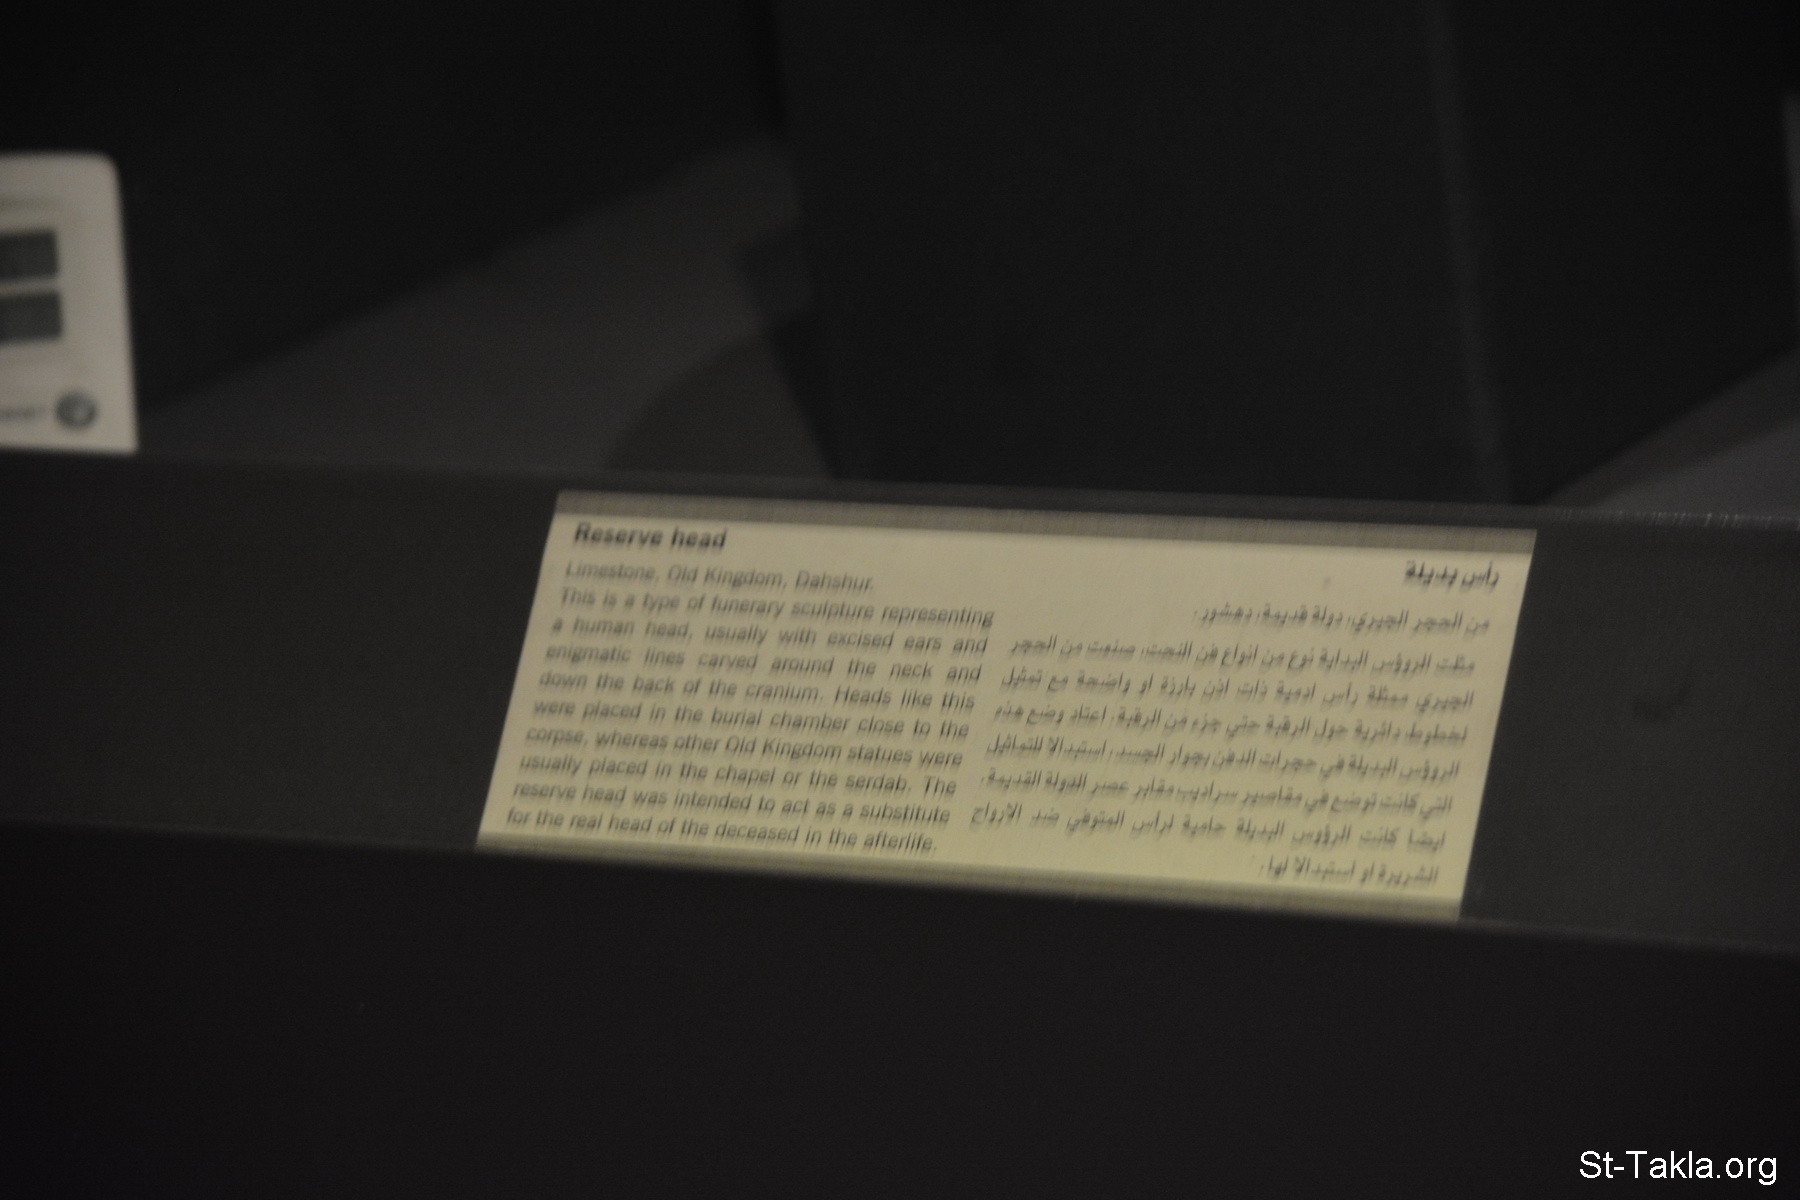 Reserve head
Limestone, Old Kingdom, Dahshur.
This is a type of funerary sculpture representing
a human head, usually with excised ears and
enigmatic lines carved around the neck and
down the back of the cranium. Heads like this
were placed in the burial chamber close to the
corpse, whereas other Old Kingdom statues were
usually placed in the chapel or the serdab. The
reserve head was intended to act as a substitute
for the real head of the deceased in the afterlife.
رأس بديلة
من الحجر الجيري، دولة قديمة، دهشور.
مثلت الرووس البداية نوع من انواع فن النحت، صنعت من الحجر
الجيري ممثلة رأس ادمية ذات اذن بارزة او واضحة مع تمثيل
لخطوط دائرية حول الرقبة حتي جزء من الرقبة. اعتاد وضع هذه
الرووس البديلة في حجرات الدفن بجوار الجسد، استبدالا للتماثيل
التي كانت توضع في مقاصير سراديب مقابر عصر الدولة القديمة.
ايضا كانت الرؤوس البديلة حامية لرأس المتوفي ضد الأرواح
الشريرة او استبدالا لها.
St-Takla.org